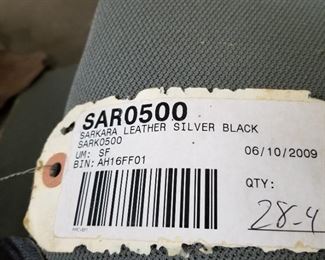 SAR0500
SARKARA LEATHER SILVER BLACK
SARK0500
UM: SF 06/10/2009
BIN: AH16FF01
QTY:
28-4